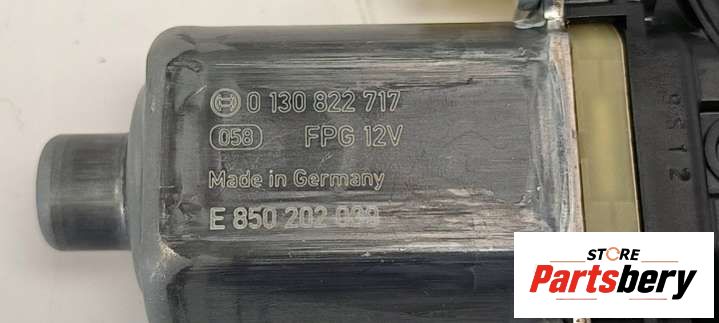 0 130 822 717
058 FPG 12V
Made in Germany
E 850 202
STORE
Partsbery